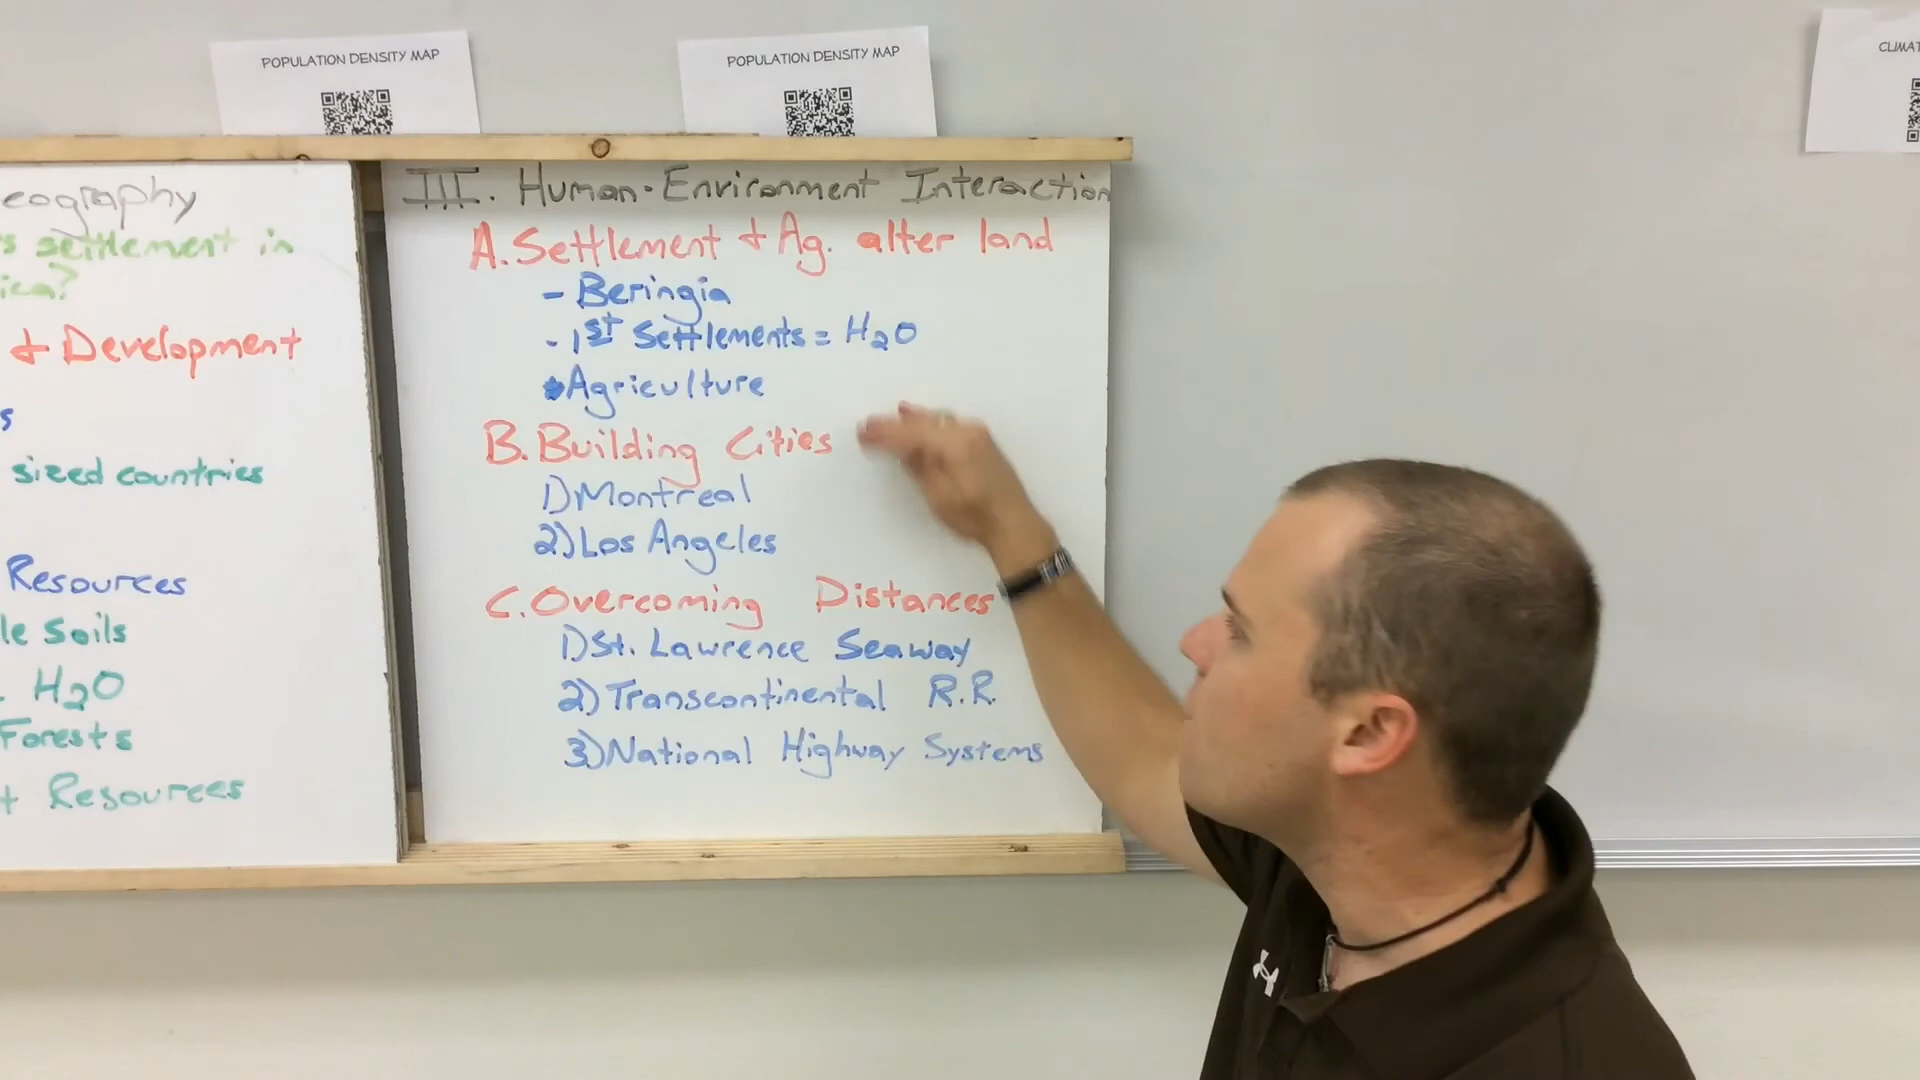 POPULATION DENSITY MAP
POPULATION DENSITY MAP
eography
s settlement in
ica?
+ Development
s
sized countries
Resources
le Soils
H2O
Forests
+ Resources
III. Human-Environment Interaction
A. Settlement + Ag. alter land
- Beringia
- 1st Settlements = H2O
Agriculture
B. Building Cities
1) Montreal
2) Los Angeles
C. Overcoming Distances
1) St. Lawrence Seaway
2) Transcontinental R.R.
3) National Highway Systems
CLIMAT